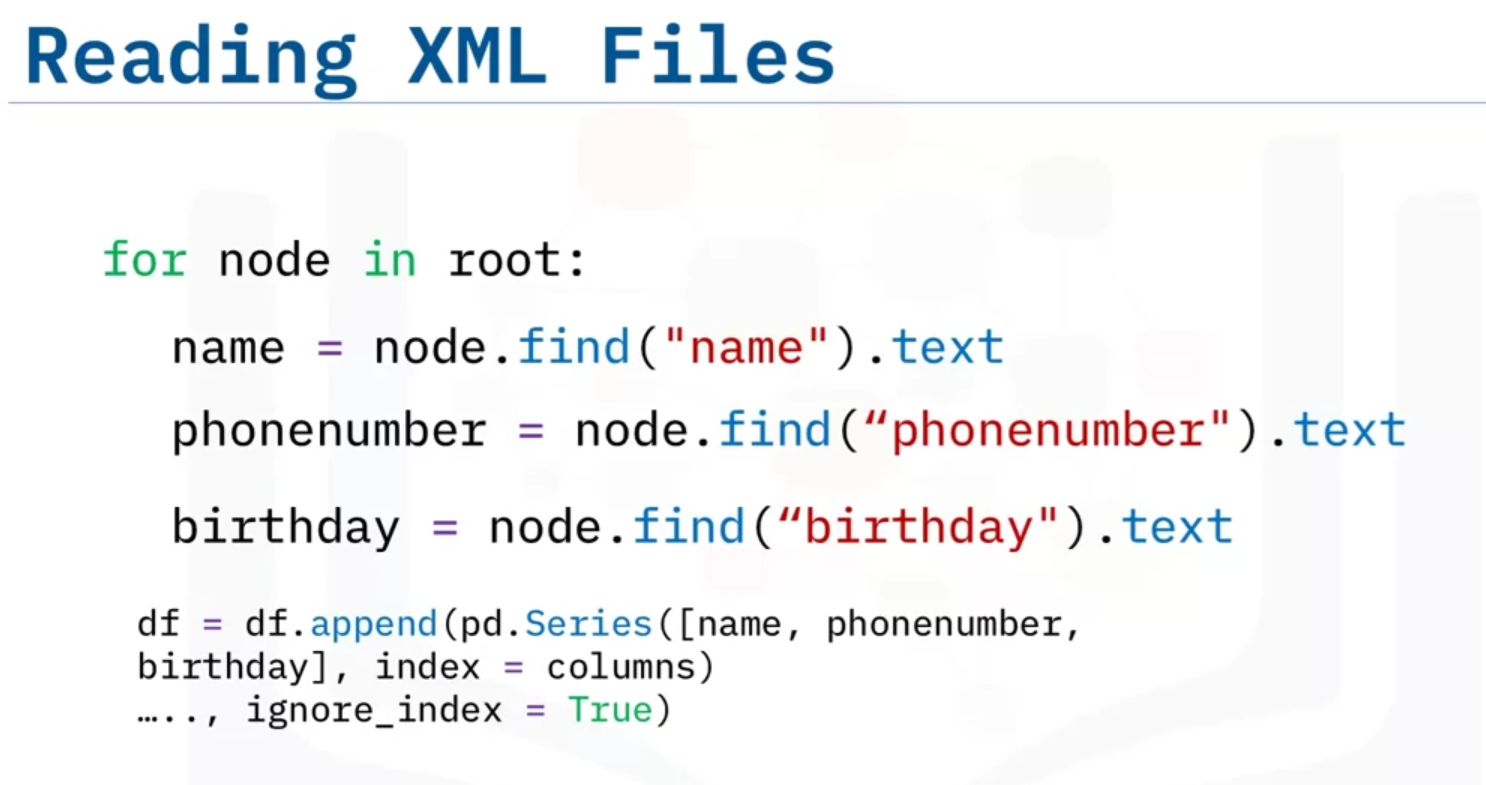 Reading XML Files
for node in root:
name = node.find("name").text
phonenumber = node.find(“phonenumber").text
birthday = node.find(“birthday").text
df = df.append(pd.Series([name, phonenumber,
birthday], index = columns)
….., ignore_index = True)